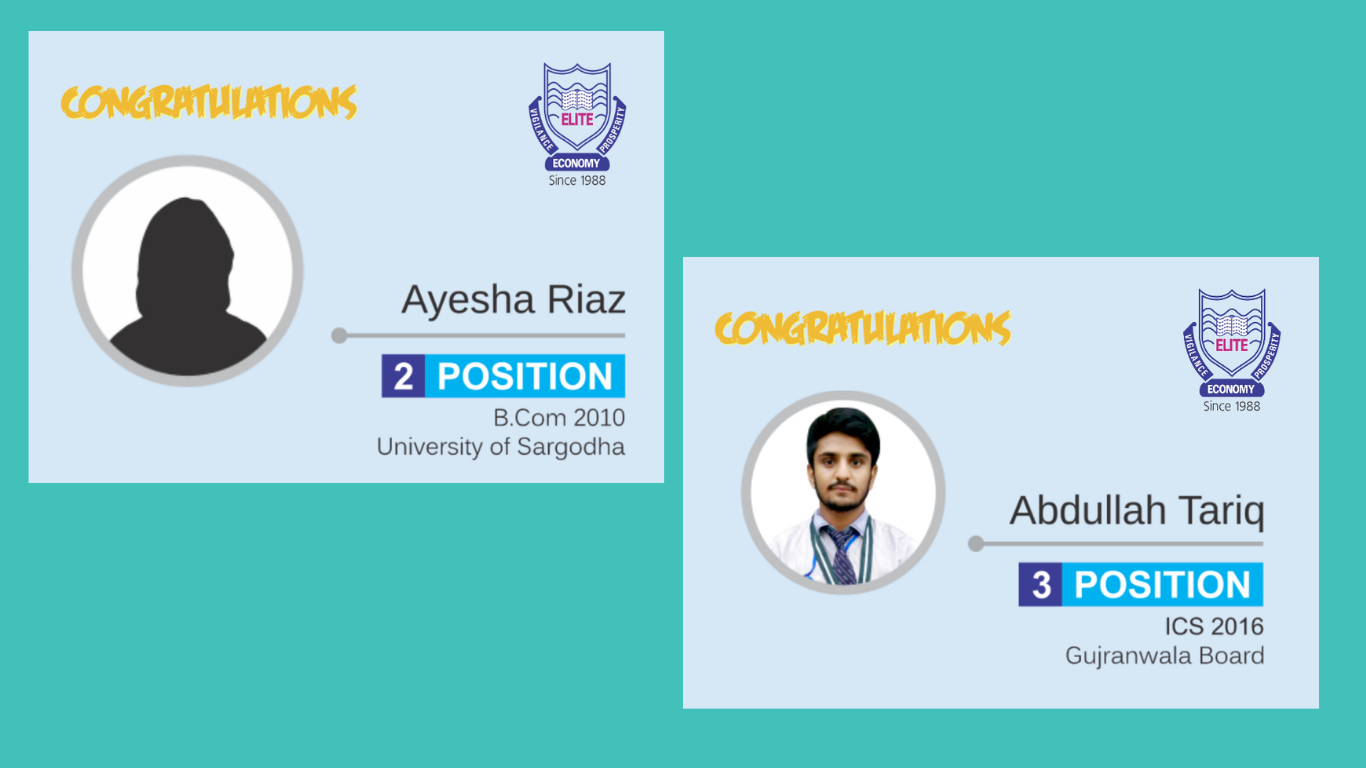 CONGRATULATIONS
ELITE
VIGILANCE
PROSPERITY
ECONOMY
Since 1988
Ayesha Riaz
2 POSITION
B.Com 2010
University of Sargodha
CONGRATULATIONS
ELITE
VIGILANCE
PROSPERITY
ECONOMY
Since 1988
Abdullah Tariq
3 POSITION
ICS 2016
Gujranwala Board